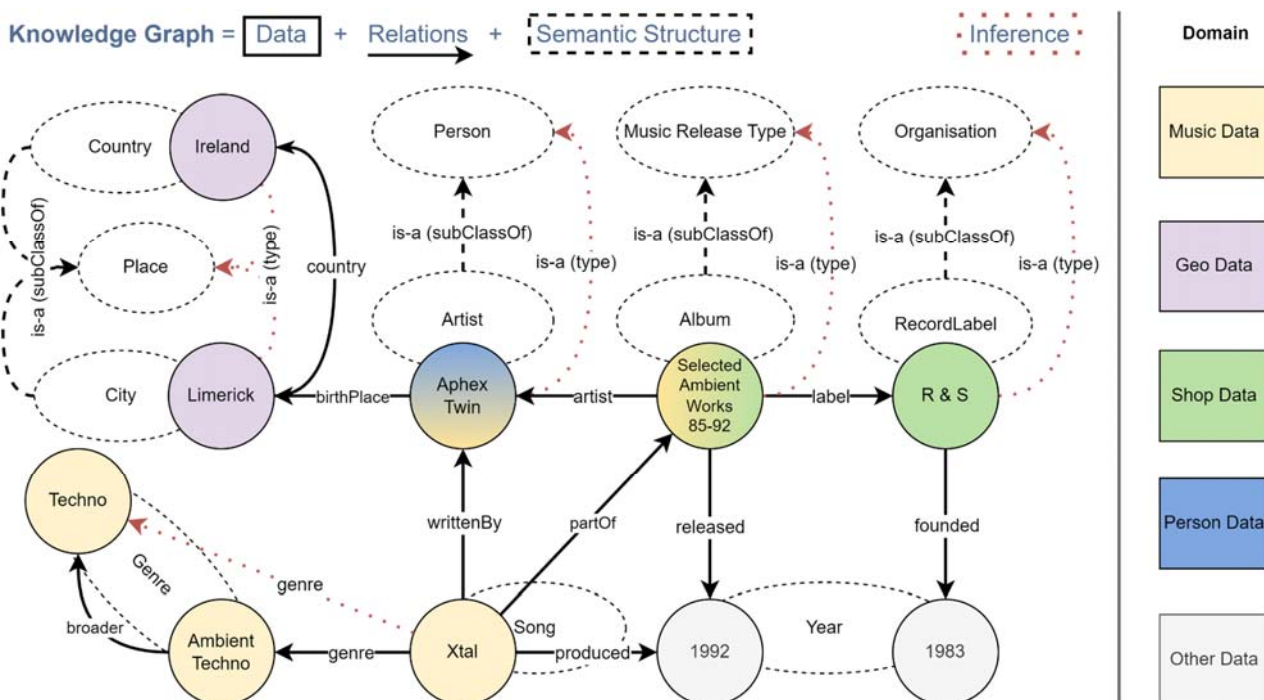 Knowledge Graph = Data + Relations + Semantic Structure
Inference
Domain
Country
Ireland
Person
Music Release Type
Organisation
Music Data
is-a (subClassOf)
Place
is-a (type)
country
is-a (subClassOf)
is-a (type)
is-a (subClassOf)
is-a (type)
is-a (subClassOf)
is-a (type)
Geo Data
Artist
Album
RecordLabel
City
Limerick
birthPlace
Aphex
Twin
artist
Selected
Ambient
Works
85-92
label
R & S
Shop Data
Techno
Genre
genre
writtenBy
partOf
released
founded
Person Data
broader
Ambient
Techno
genre
Xtal
Song
produced
1992
Year
1983
Other Data